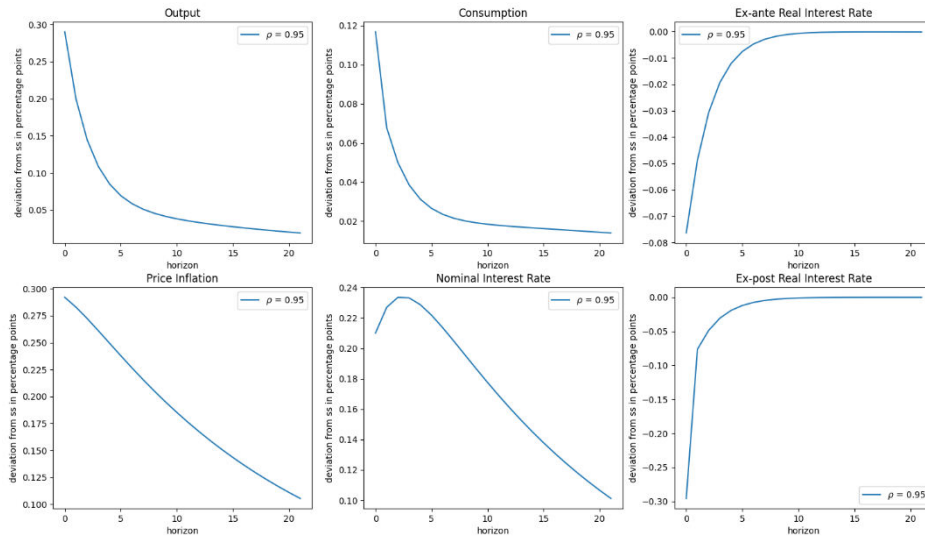 Output
deviation from ss in percentage points
0.30
0.25
0.20
0.15
0.10
0.05
ρ = 0.95
0 5 10 15 20
horizon
Consumption
deviation from ss in percentage points
0.12
0.10
0.08
0.06
0.04
0.02
ρ = 0.95
0 5 10 15 20
horizon
Ex-ante Real Interest Rate
deviation from ss in percentage points
0.00
−0.01
−0.02
−0.03
−0.04
−0.05
−0.06
−0.07
−0.08
ρ = 0.95
0 5 10 15 20
horizon
Price Inflation
deviation from ss in percentage points
0.300
0.275
0.250
0.225
0.200
0.175
0.150
0.125
0.100
ρ = 0.95
0 5 10 15 20
horizon
Nominal Interest Rate
deviation from ss in percentage points
0.24
0.22
0.20
0.18
0.16
0.14
0.12
0.10
ρ = 0.95
0 5 10 15 20
horizon
Ex-post Real Interest Rate
deviation from ss in percentage points
0.00
−0.05
−0.10
−0.15
−0.20
−0.25
−0.30
ρ = 0.95
0 5 10 15 20
horizon